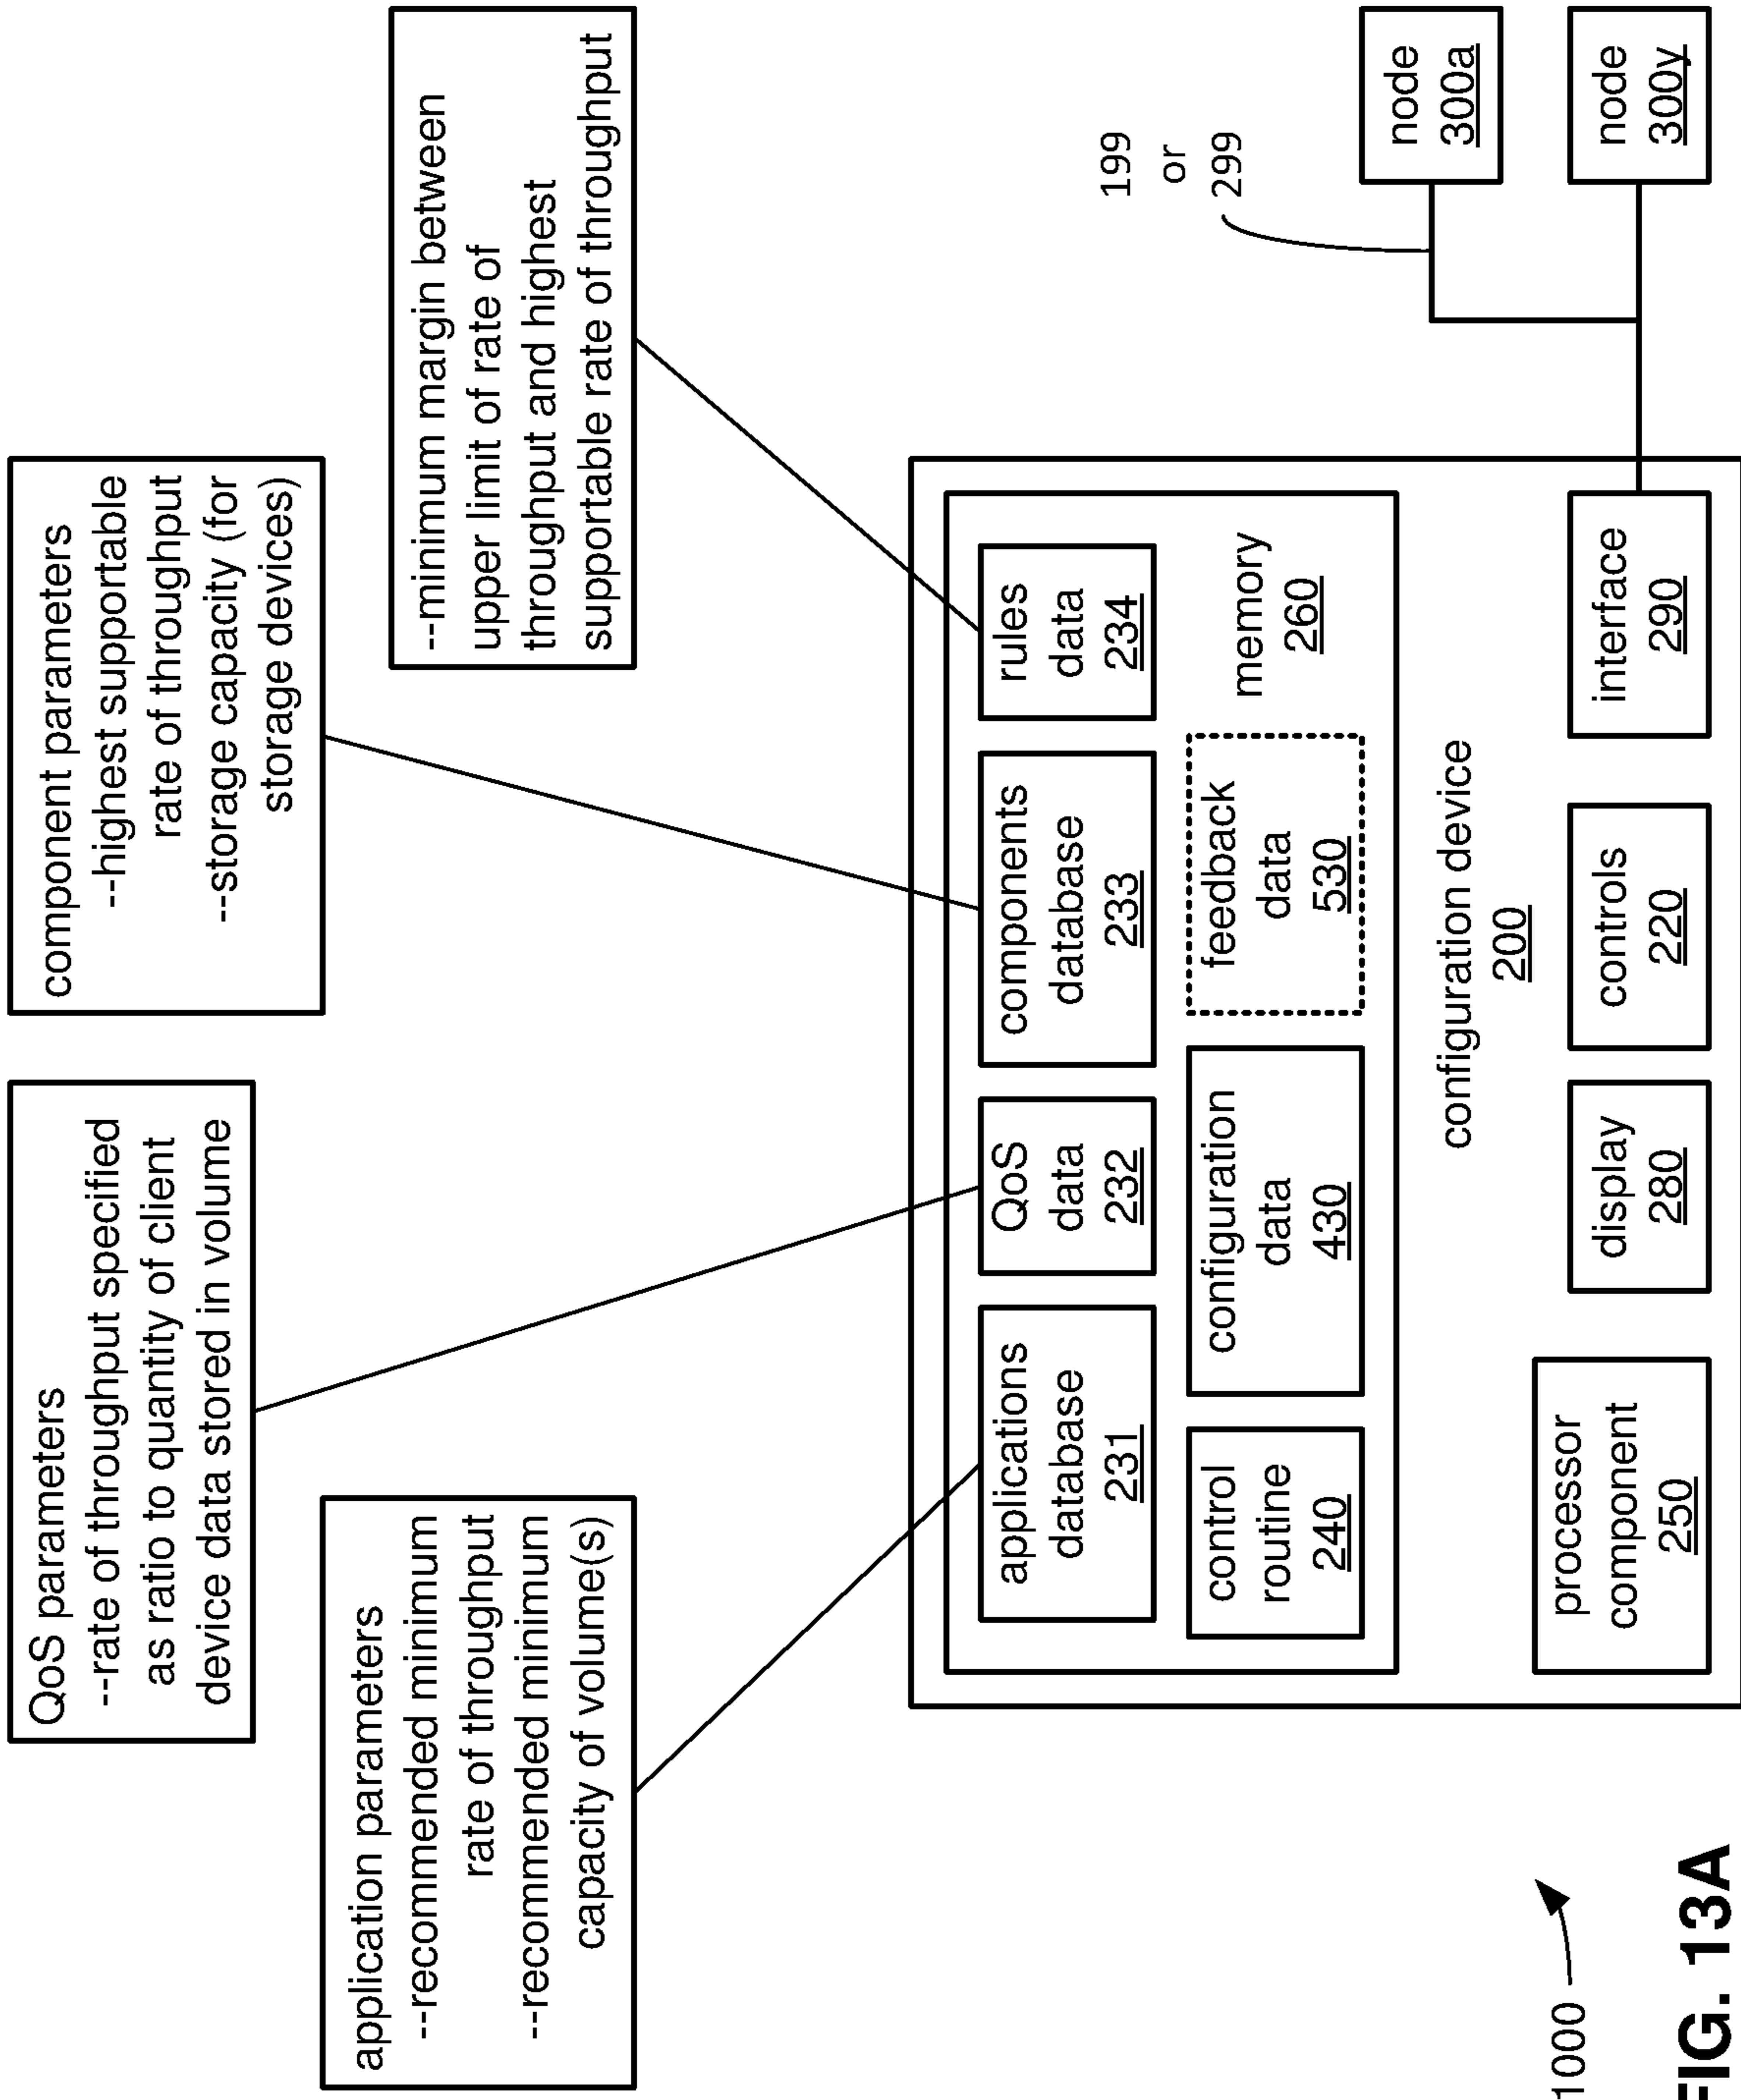 QoS parameters
--rate of throughput specified
as ratio to quantity of client
device data stored in volume
component parameters
--highest supportable
rate of throughput
--storage capacity (for
storage devices)
application parameters
--recommended minimum
rate of throughput
--recommended minimum
capacity of volume(s)
--minimum margin between
upper limit of rate of
throughput and highest
supportable rate of throughput
applications
database
231
QoS
data
232
components
database
233
rules
data
234
control
routine
240
configuration
data
430
feedback
data
530
memory
260
configuration device
200
processor
component
250
display
280
controls
220
interface
290
199
or
299
node
300a
node
300y
1000
FIG. 13A